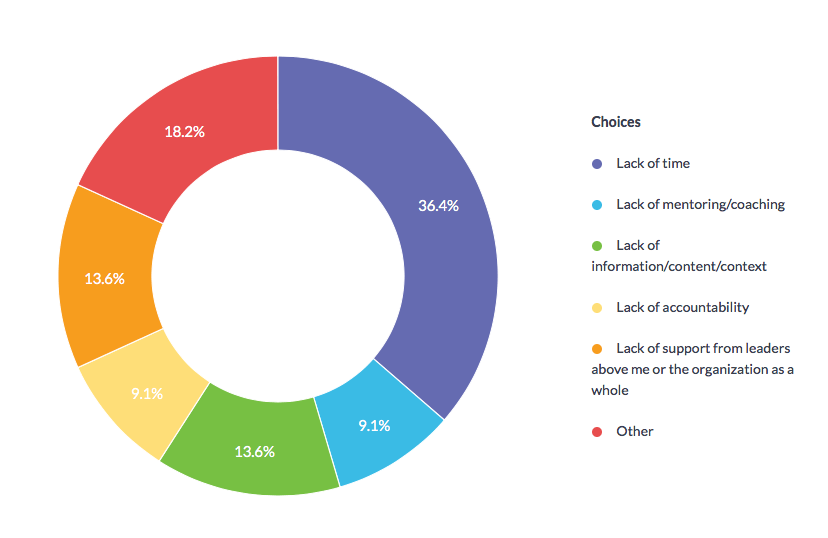 18.2%
36.4%
13.6%
9.1%
9.1%
13.6%
Choices
Lack of time
Lack of mentoring/coaching
Lack of
information/content/context
Lack of accountability
Lack of support from leaders
above me or the organization as a
whole
Other